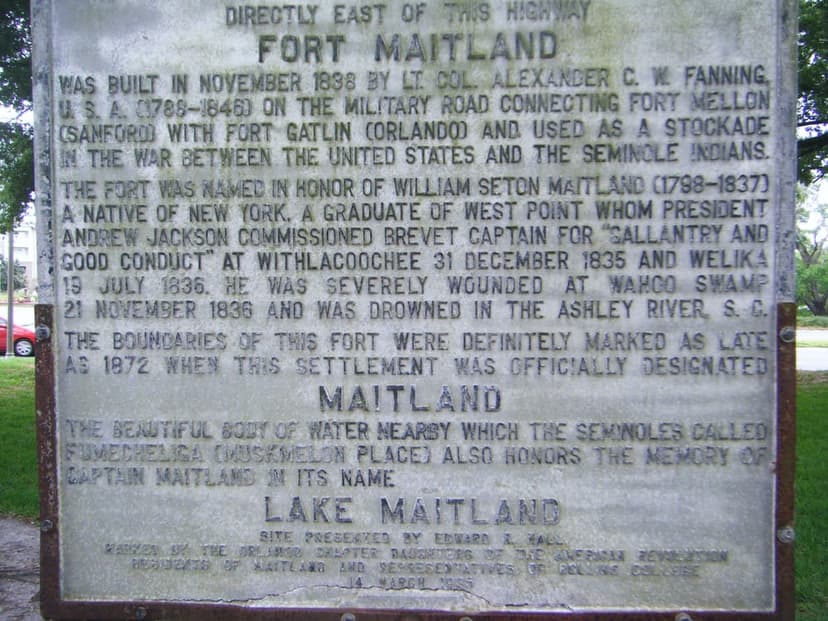 DIRECTLY EAST OF THIS HIGHWAY
FORT MAITLAND
WAS BUILT IN NOVEMBER 1838 BY LT. COL. ALEXANDER C. W. FANNING,
U. S. A. (1788-1846) ON THE MILITARY ROAD CONNECTING FORT MELLON
(SANFORD) WITH FORT GATLIN (ORLANDO) AND USED AS A STOCKADE
IN THE WAR BETWEEN THE UNITED STATES AND THE SEMINOLE INDIANS.
THE FORT WAS NAMED IN HONOR OF WILLIAM SETON MAITLAND (1798-1837)
A NATIVE OF NEW YORK, A GRADUATE OF WEST POINT WHOM PRESIDENT
ANDREW JACKSON COMMISSIONED BREVET CAPTAIN FOR "GALLANTRY AND
GOOD CONDUCT" AT WITHLACOOCHEE 31 DECEMBER 1835 AND WELIKA
19 JULY 1836. HE WAS SEVERELY WOUNDED AT WAHOO SWAMP
21 NOVEMBER 1836 AND WAS DROWNED IN THE ASHLEY RIVER, S. C.
THE BOUNDARIES OF THIS FORT WERE DEFINITELY MARKED AS LATE
AS 1872 WHEN THIS SETTLEMENT WAS OFFICIALLY DESIGNATED
MAITLAND
THE BEAUTIFUL BODY OF WATER NEARBY WHICH THE SEMINOLES CALLED
FUMECHELIGA (MUSKMELON PLACE) ALSO HONORS THE MEMORY OF
CAPTAIN MAITLAND IN ITS NAME
LAKE MAITLAND
SITE PRESENTED BY EDWARD R. HALL.
MARKED BY THE ORLANDO CHAPTER DAUGHTERS OF THE AMERICAN REVOLUTION
RESIDENTS OF MAITLAND AND REPRESENTATIVES OF ROLLINS COLLEGE
14 MARCH 1935